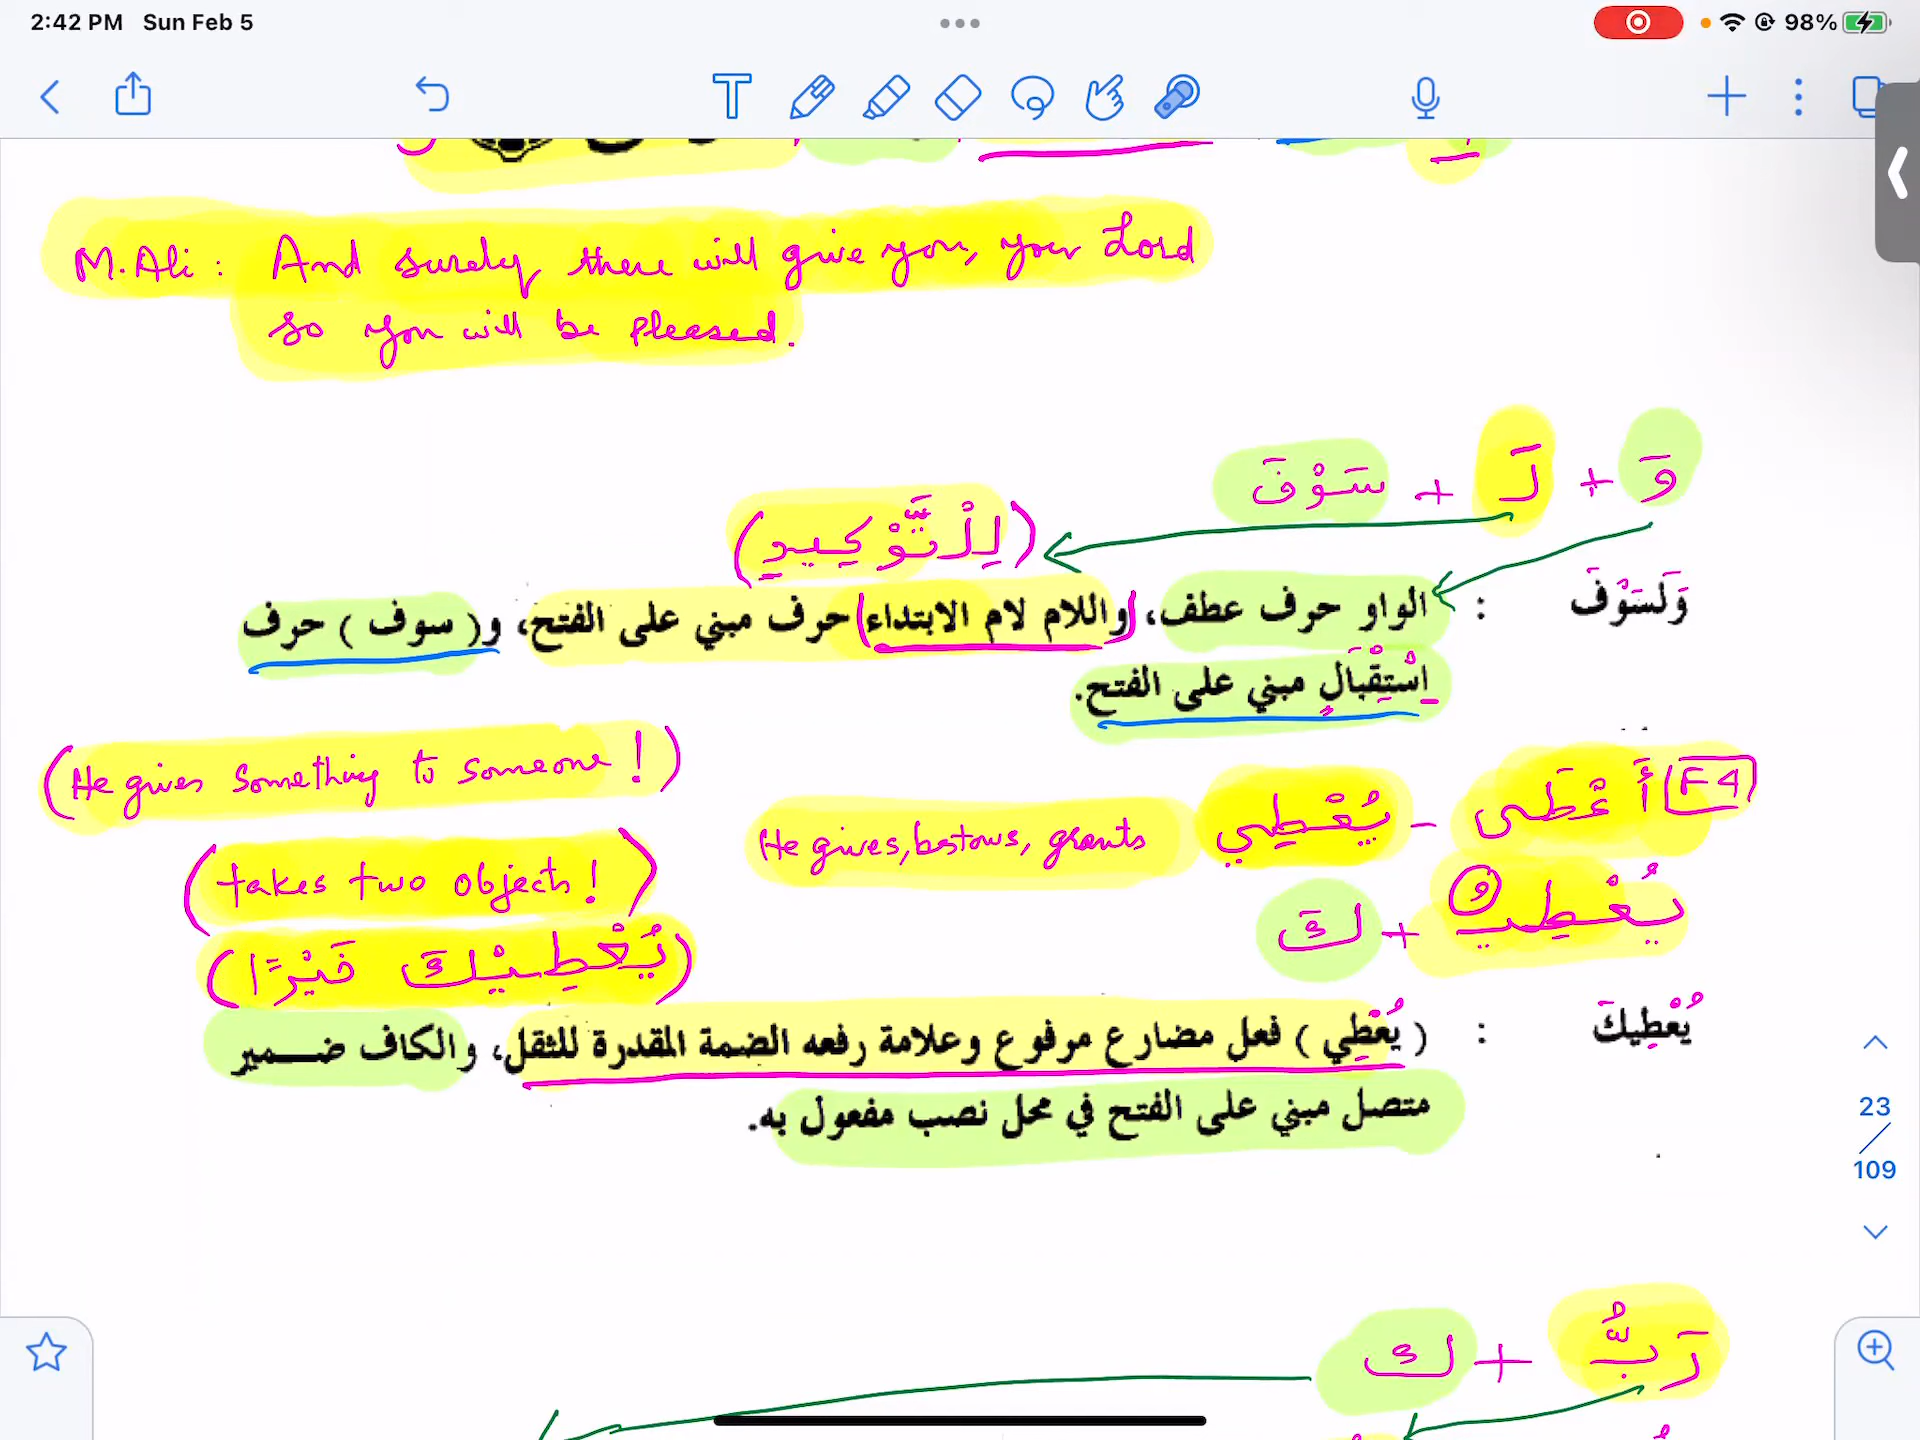 2:42 PM Sun Feb 5
98%
M. Ali : And surely there will give you, your Lord
so you will be pleased.
وَ + لَ + سَوْفَ
(لِلْتَّوْكِيدِ)
وَلَسَوْفَ : الواو حرف عطف، (واللام لام الابتداء) حرف مبني على الفتح، و( سوف ) حرف
اسْتِقْبَالٍ مبني على الفتح.
(He gives something to someone!)
F4 أَعْطَى - يُعْطِي He gives, bestows, grants
(takes two objects!)
يُعْطِيُ + كَ
(يُعْطِيْكَ خَيْرًا)
يُعْطِيكَ : ( يُعْطِي ) فعل مضارع مرفوع وعلامة رفعه الضمة المقدرة للثقل، والكاف ضمير
متصل مبني على الفتح في محل نصب مفعول به.
23
109
رَبُّ + ك